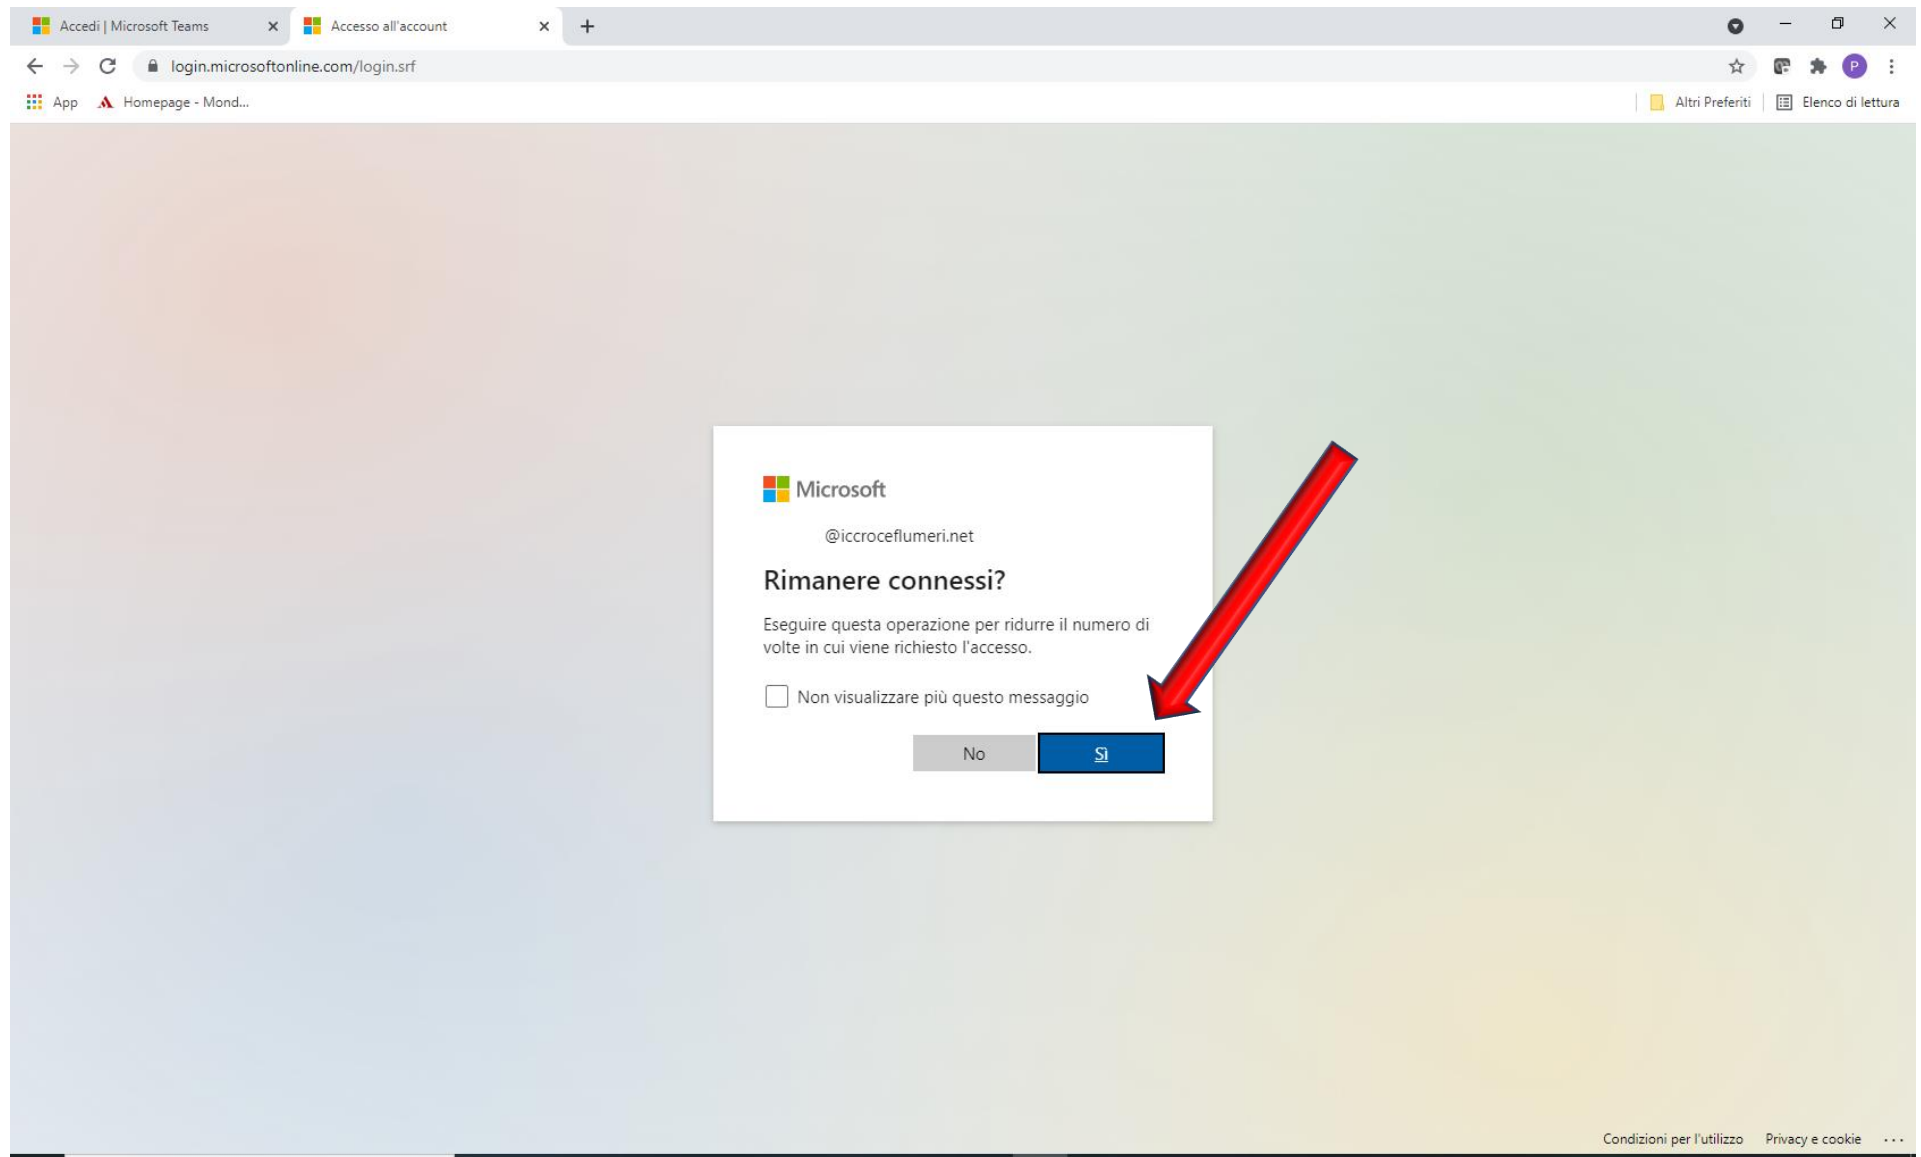 Accedi | Microsoft Teams
Accesso all'account
login.microsoftonline.com/login.srf
P
App
Homepage - Mond...
Altri Preferiti
Elenco di lettura
Microsoft
@iccroceflumeri.net
Rimanere connessi?
Eseguire questa operazione per ridurre il numero di
volte in cui viene richiesto l'accesso.
Non visualizzare più questo messaggio
No
Sì
Condizioni per l'utilizzo
Privacy e cookie
...